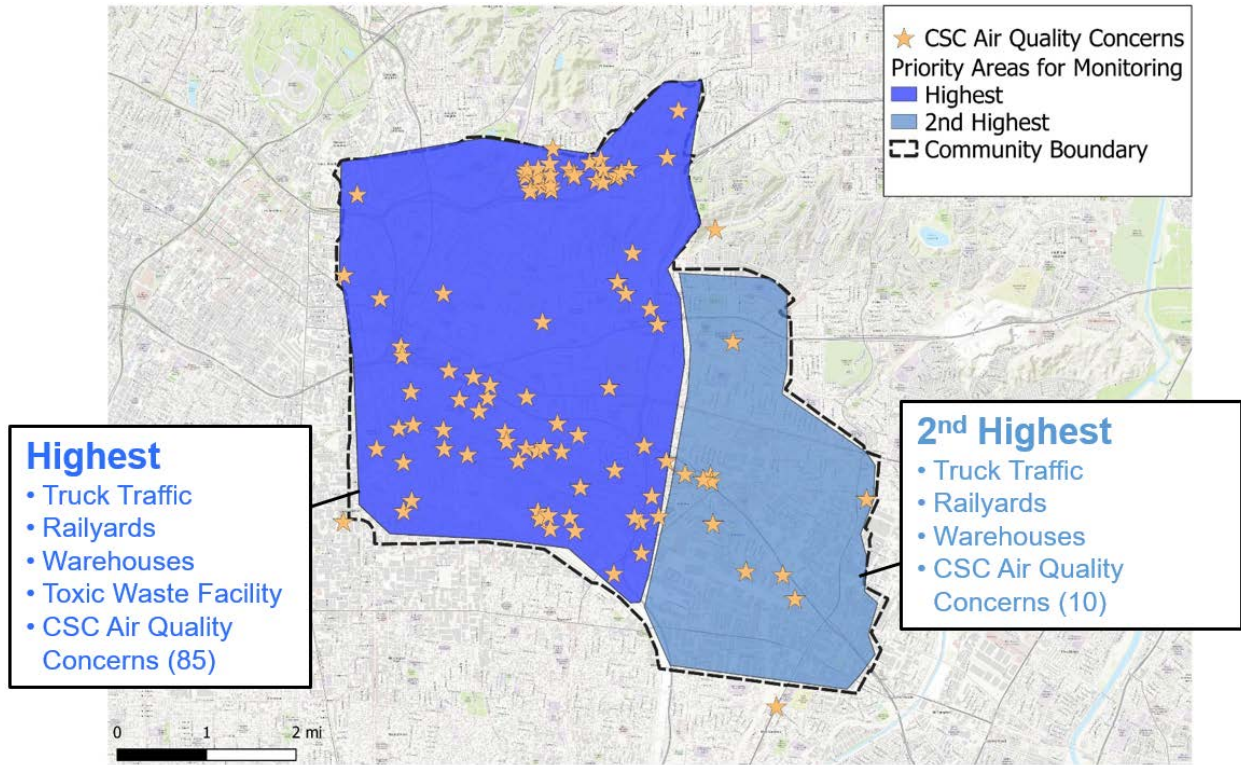 CSC Air Quality Concerns
Priority Areas for Monitoring
Highest
2nd Highest
Community Boundary
Highest
• Truck Traffic
• Railyards
• Warehouses
• Toxic Waste Facility
• CSC Air Quality
Concerns (85)
2nd Highest
• Truck Traffic
• Railyards
• Warehouses
• CSC Air Quality
Concerns (10)
0 1 2 mi